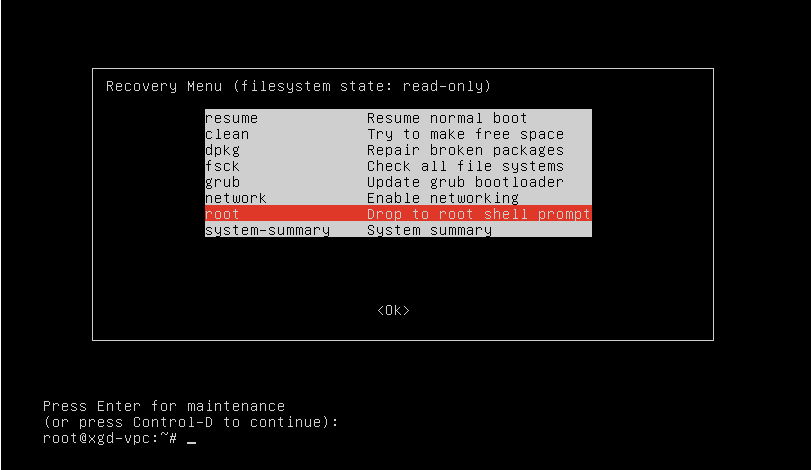 Recovery Menu (filesystem state: read-only)
resume Resume normal boot
clean Try to make free space
dpkg Repair broken packages
fsck Check all file systems
grub Update grub bootloader
network Enable networking
root Drop to root shell prompt
system-summary System summary
<Ok>
Press Enter for maintenance
(or press Control-D to continue):
root@xgd-vpc:~# _